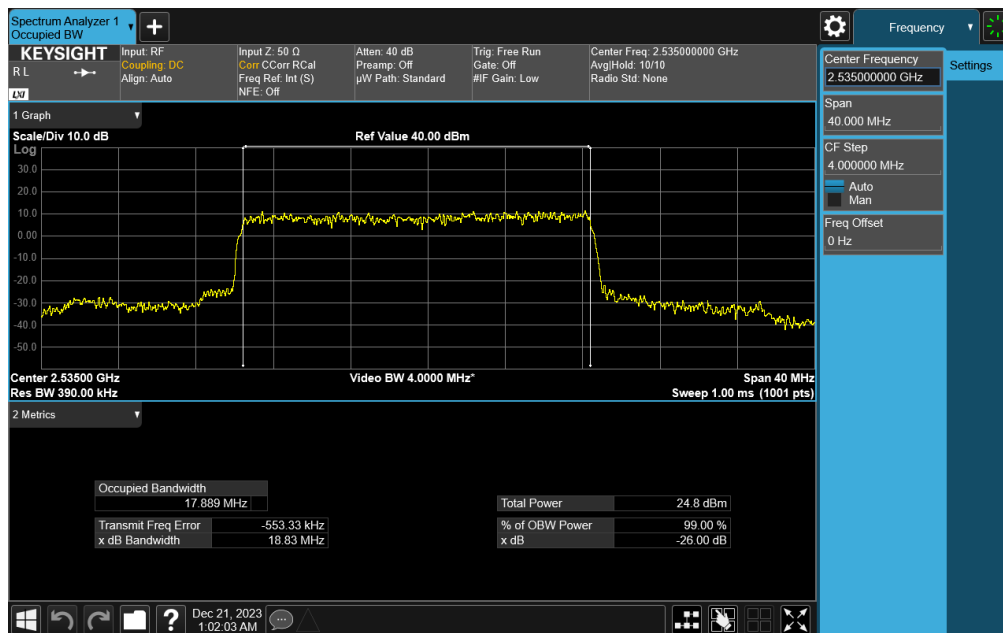 Spectrum Analyzer 1
Occupied BW
Frequency
KEYSIGHT
R L
LXI
Input: RF
Coupling: DC
Align: Auto
Input Z: 50 Ω
Corr CCorr RCal
Freq Ref: Int (S)
NFE: Off
Atten: 40 dB
Preamp: Off
µW Path: Standard
Trig: Free Run
Gate: Off
#IF Gain: Low
Center Freq: 2.535000000 GHz
Avg|Hold: 10/10
Radio Std: None
Center Frequency
2.535000000 GHz
Settings
Span
40.000 MHz
CF Step
4.000000 MHz
Auto
Man
Freq Offset
0 Hz
1 Graph
Scale/Div 10.0 dB
Ref Value 40.00 dBm
Log
30.0
20.0
10.0
0.00
-10.0
-20.0
-30.0
-40.0
-50.0
Center 2.53500 GHz
Video BW 4.0000 MHz*
Span 40 MHz
Res BW 390.00 kHz
Sweep 1.00 ms (1001 pts)
2 Metrics
Occupied Bandwidth
17.889 MHz
Total Power 24.8 dBm
Transmit Freq Error -553.33 kHz
% of OBW Power 99.00 %
x dB Bandwidth 18.83 MHz
x dB -26.00 dB
?
Dec 21, 2023
1:02:03 AM